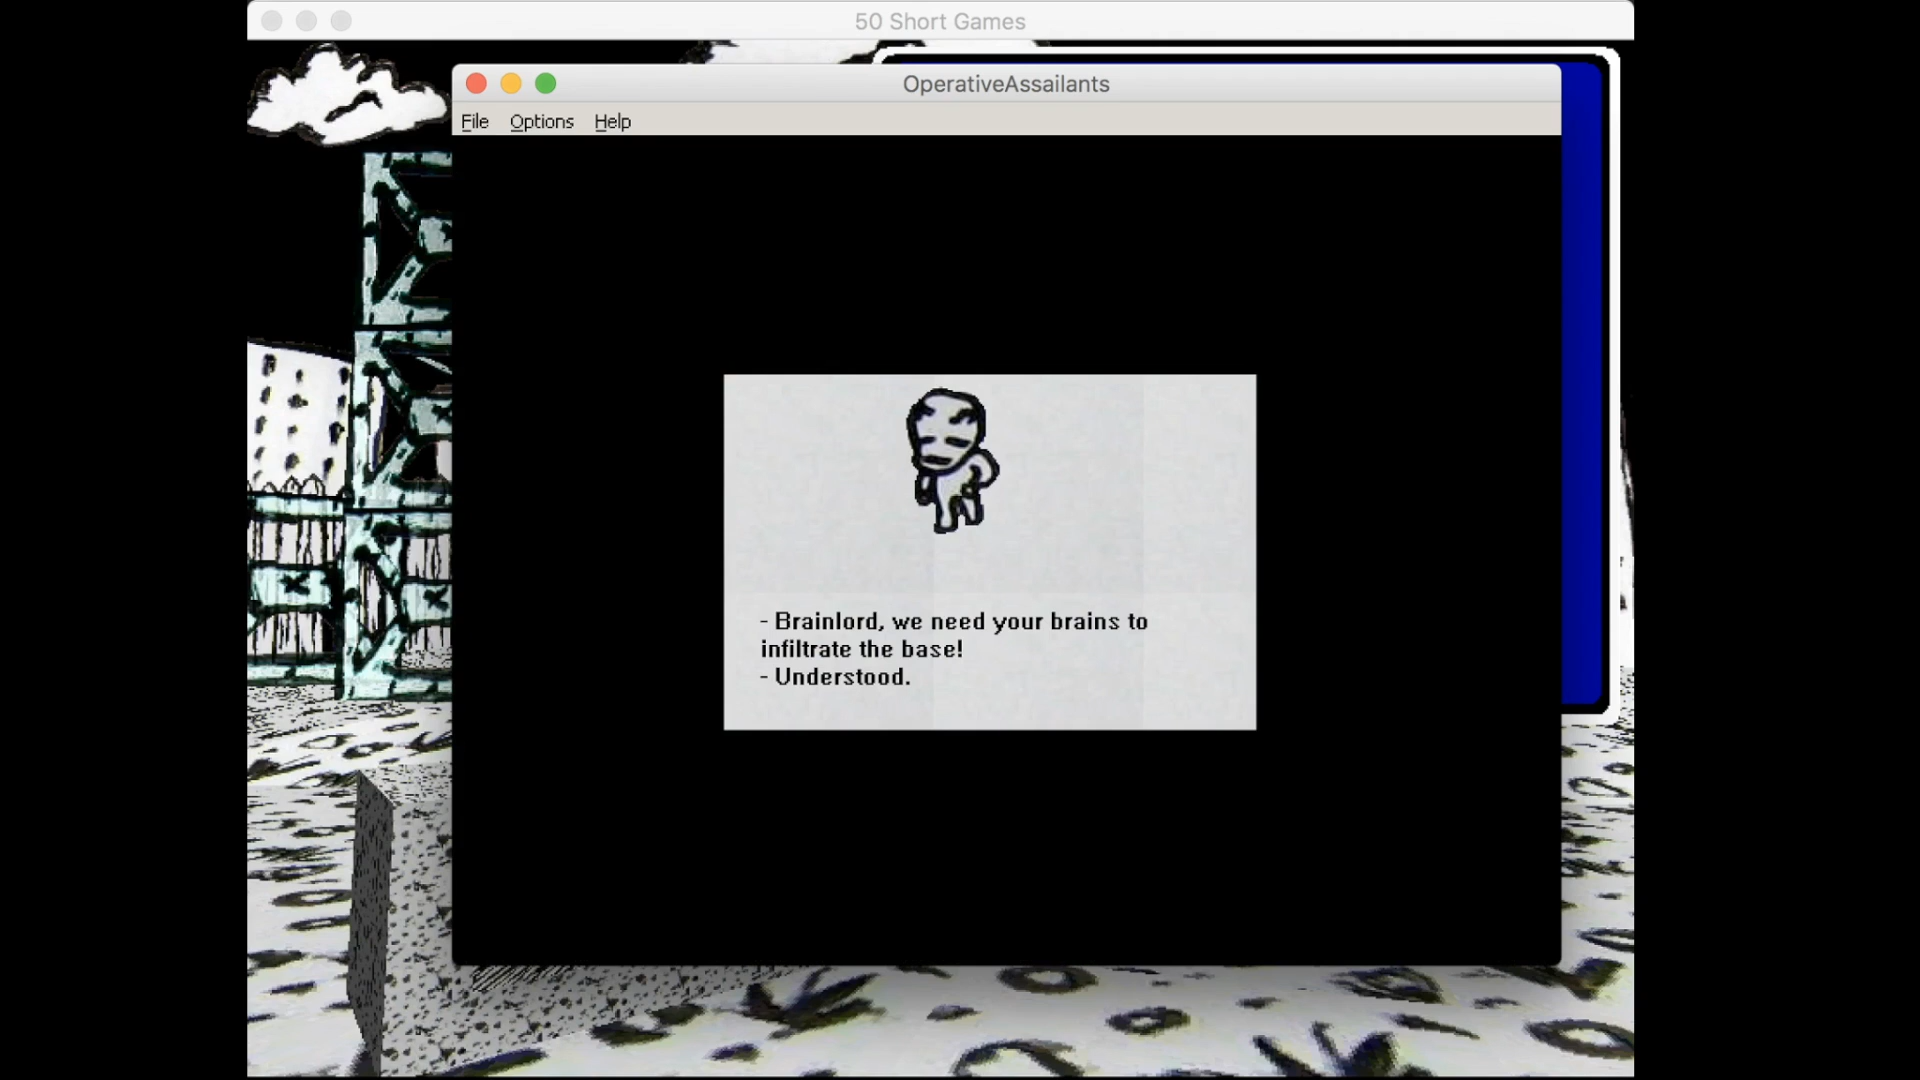 50 Short Games
OperativeAssailants
File Options Help
- Brainlord, we need your brains to
infiltrate the base!
- Understood.